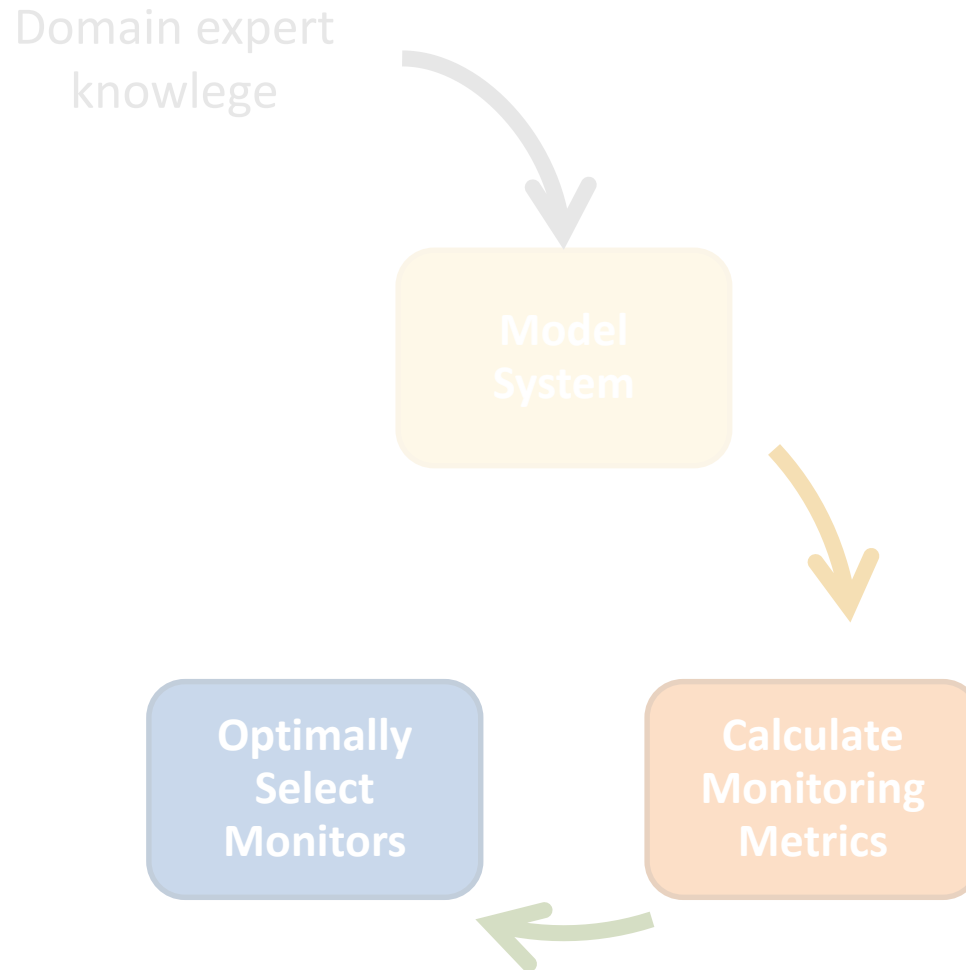 Domain expert
knowlege
Model
System
Optimally
Select
Monitors
Calculate
Monitoring
Metrics